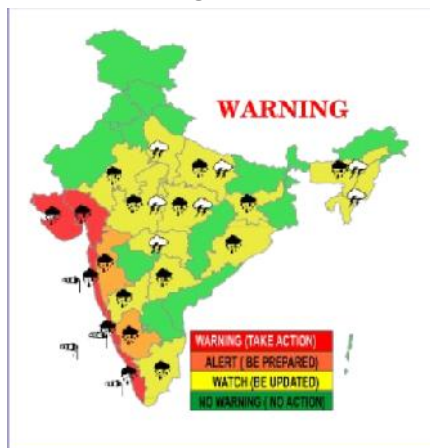 WARNING
WARNING (TAKE ACTION)
ALERT ( BE PREPARED)
WATCH (BE UPDATED)
NO WARNING ( NO ACTION)